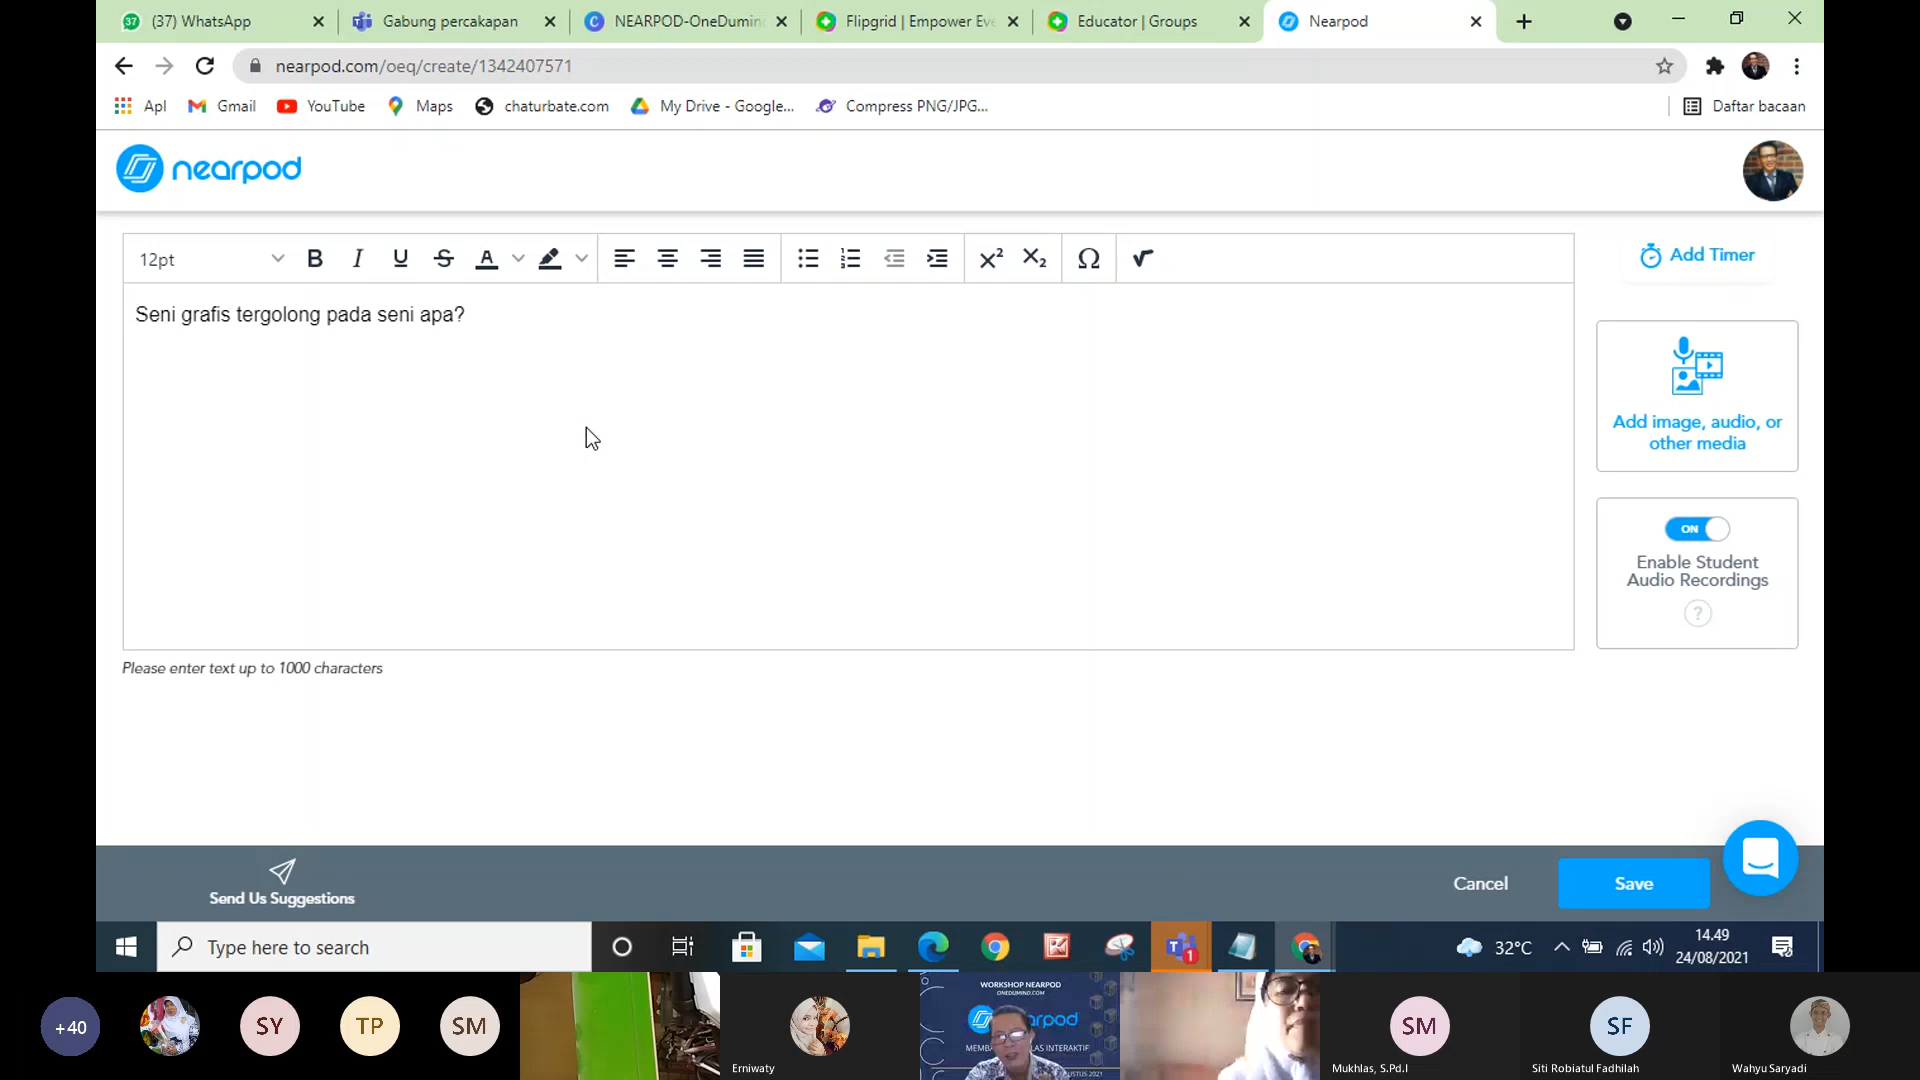 (37) WhatsApp
Gabung percakapan
NEARPOD-OneDumin
Flipgrid | Empower Eve
Educator | Groups
Nearpod
nearpod.com/oeq/create/1342407571
Apl
Gmail
YouTube
Maps
chaturbate.com
My Drive - Google...
Compress PNG/JPG...
Daftar bacaan
nearpod
12pt
Add Timer
Seni grafis tergolong pada seni apa?
Add image, audio, or
other media
ON
Enable Student
Audio Recordings
?
Please enter text up to 1000 characters
Send Us Suggestions
Cancel
Save
Type here to search
1
32°C
14.49
24/08/2021
+40
SY
TP
SM
Erniwaty
WORKSHOP NEARPOD
ONEDUMIND.COM
SM
Mukhlas, S.Pd.I
SF
Siti Robiatul Fadhilah
Wahyu Saryadi